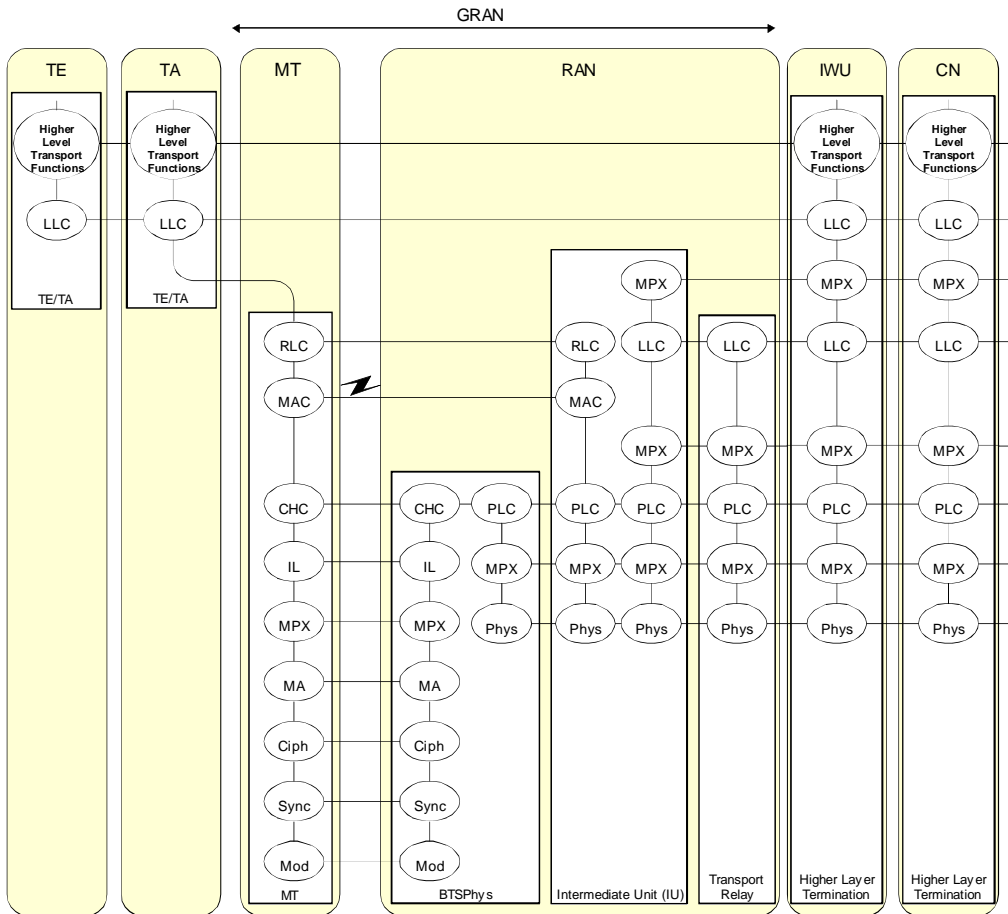 GRAN
TE TA MT RAN IWU CN
Higher Level Transport Functions
Higher Level Transport Functions
Higher Level Transport Functions
Higher Level Transport Functions
LLC LLC LLC LLC
MPX MPX MPX
TE/TA TE/TA
RLC RLC LLC LLC LLC LLC
MAC MAC
MPX MPX MPX MPX
CHC CHC PLC PLC PLC PLC PLC PLC
IL IL MPX MPX MPX MPX MPX MPX
MPX MPX Phys Phys Phys Phys Phys Phys
MA MA
Ciph Ciph
Sync Sync
Mod Mod
MT BTSPhys Intermediate Unit (IU) Transport Relay Higher Layer Termination Higher Layer Termination